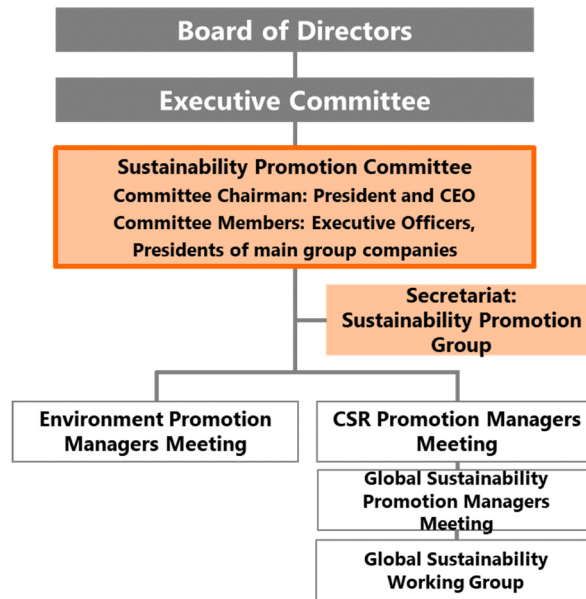 Board of Directors
Executive Committee
Sustainability Promotion Committee
Committee Chairman: President and CEO
Committee Members: Executive Officers,
Presidents of main group companies
Secretariat:
Sustainability Promotion
Group
Environment Promotion
Managers Meeting
CSR Promotion Managers
Meeting
Global Sustainability
Promotion Managers
Meeting
Global Sustainability
Working Group